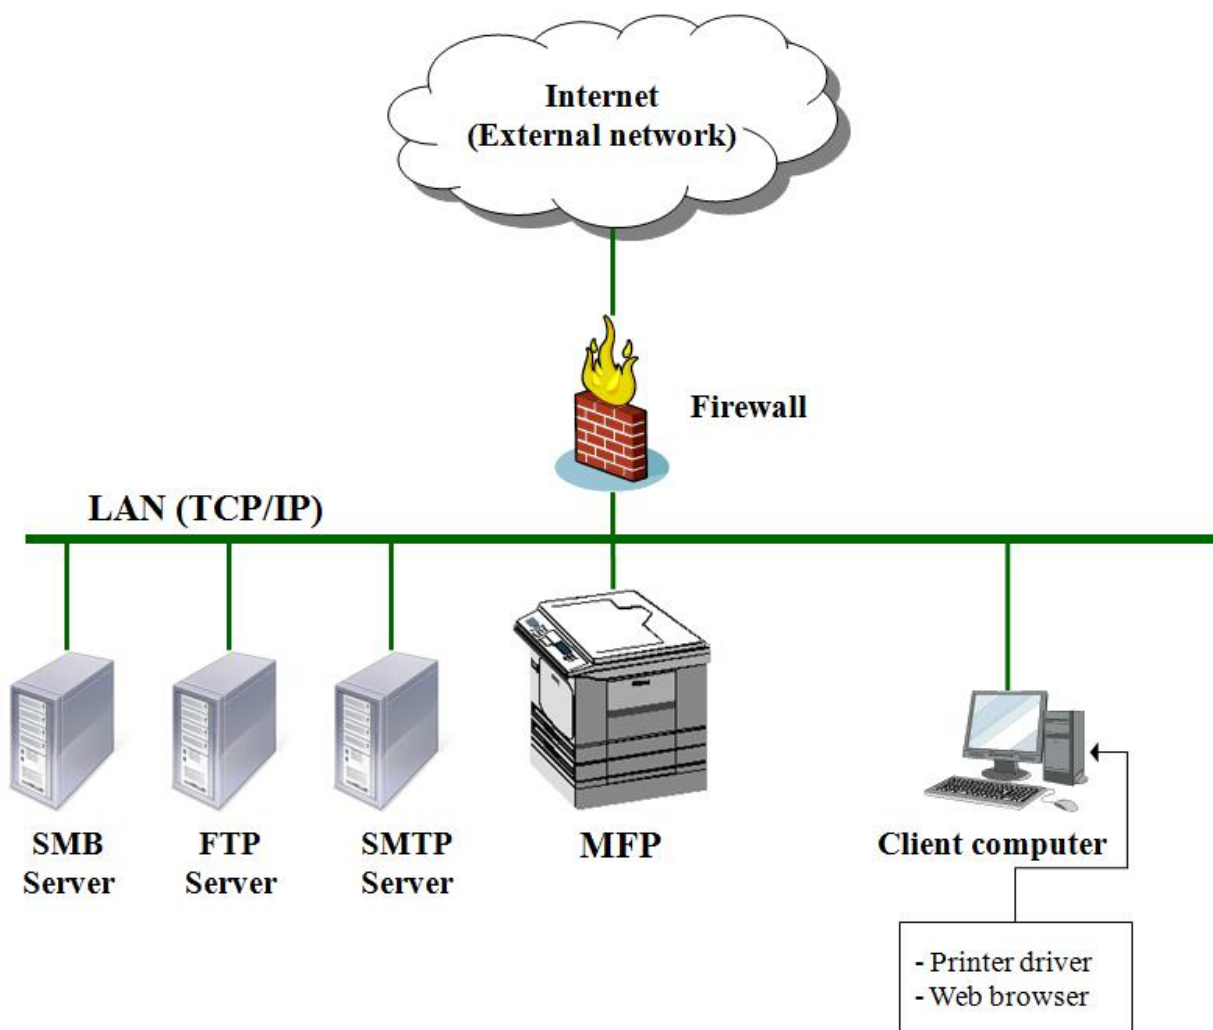 Internet
(External network)
Firewall
LAN (TCP/IP)
SMB
Server
FTP
Server
SMTP
Server
MFP
Client computer
- Printer driver
- Web browser